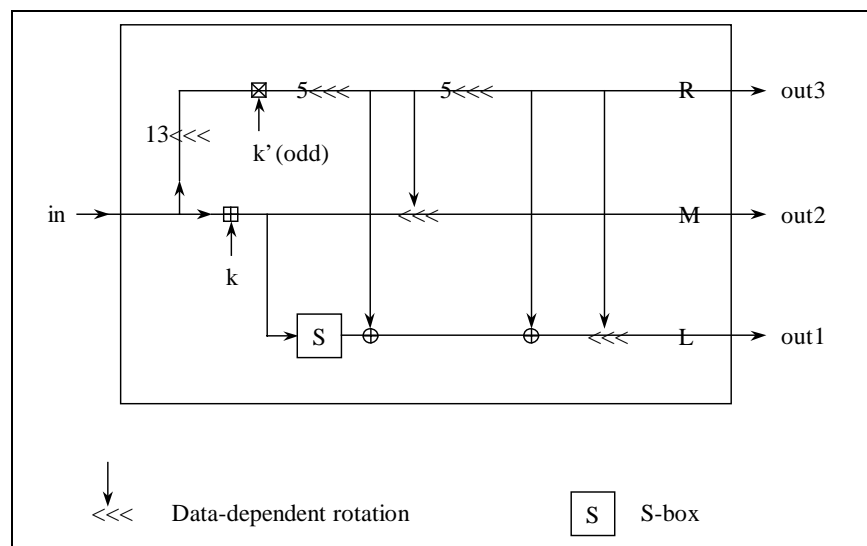 5<<< 5<<< R out3
13<<<
k’(odd)
in <<< M out2
k
S <<< L out1
<<< Data-dependent rotation S S-box